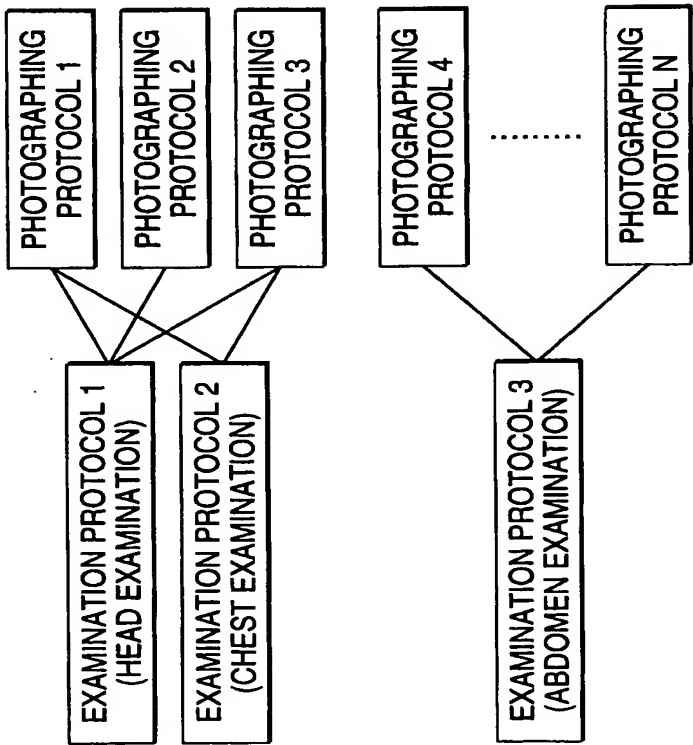 EXAMINATION PROTOCOL 1
(HEAD EXAMINATION)
EXAMINATION PROTOCOL 2
(CHEST EXAMINATION)
EXAMINATION PROTOCOL 3
(ABDOMEN EXAMINATION)
PHOTOGRAPHING
PROTOCOL 1
PHOTOGRAPHING
PROTOCOL 2
PHOTOGRAPHING
PROTOCOL 3
PHOTOGRAPHING
PROTOCOL 4
PHOTOGRAPHING
PROTOCOL N